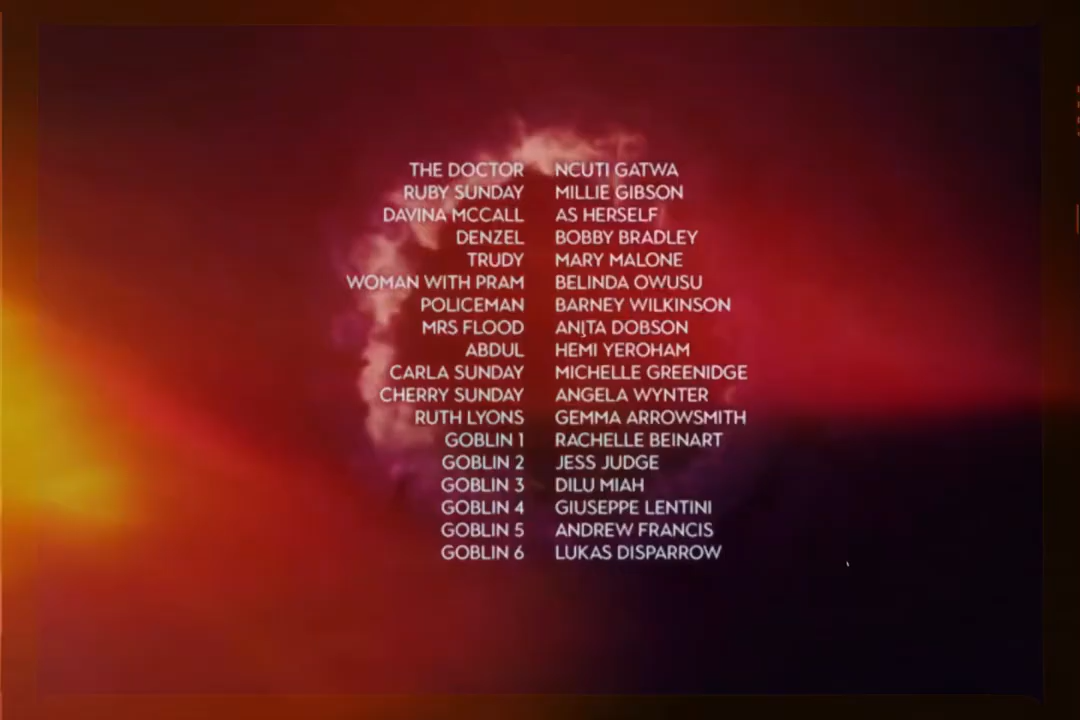 THE DOCTOR NCUTI GATWA
RUBY SUNDAY MILLIE GIBSON
DAVINA MCCALL AS HERSELF
DENZEL BOBBY BRADLEY
TRUDY MARY MALONE
WOMAN WITH PRAM BELINDA OWUSU
POLICEMAN BARNEY WILKINSON
MRS FLOOD ANITA DOBSON
ABDUL HEMI YEROHAM
CARLA SUNDAY MICHELLE GREENIDGE
CHERRY SUNDAY ANGELA WYNTER
RUTH LYONS GEMMA ARROWSMITH
GOBLIN 1 RACHELLE BEINART
GOBLIN 2 JESS JUDGE
GOBLIN 3 DILU MIAH
GOBLIN 4 GIUSEPPE LENTINI
GOBLIN 5 ANDREW FRANCIS
GOBLIN 6 LUKAS DISPARROW